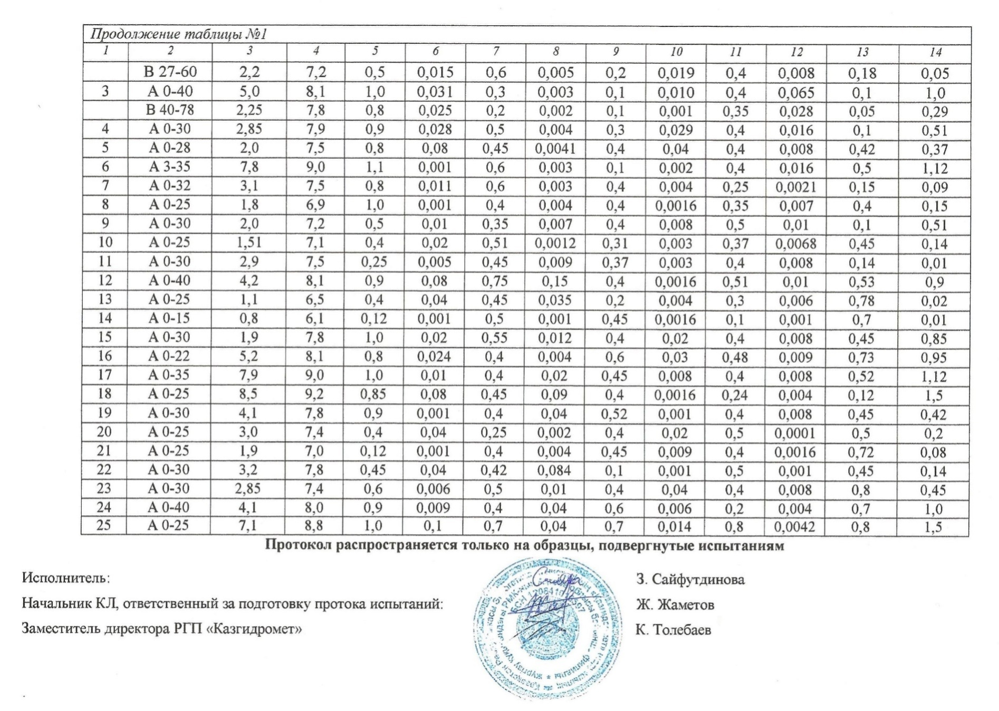 Продолжение таблицы №1
1 2 3 4 5 6 7 8 9 10 11 12 13 14
В 27-60 2,2 7,2 0,5 0,015 0,6 0,005 0,2 0,019 0,4 0,008 0,18 0,05
3 А 0-40 5,0 8,1 1,0 0,031 0,3 0,003 0,1 0,010 0,4 0,065 0,1 1,0
В 40-78 2,25 7,8 0,8 0,025 0,2 0,002 0,1 0,001 0,35 0,028 0,05 0,29
4 А 0-30 2,85 7,9 0,9 0,028 0,5 0,004 0,3 0,029 0,4 0,016 0,1 0,51
5 А 0-28 2,0 7,5 0,8 0,08 0,45 0,0041 0,4 0,04 0,4 0,008 0,42 0,37
6 А 3-35 7,8 9,0 1,1 0,001 0,6 0,003 0,1 0,002 0,4 0,016 0,5 1,12
7 А 0-32 3,1 7,5 0,8 0,011 0,6 0,003 0,4 0,004 0,25 0,0021 0,15 0,09
8 А 0-25 1,8 6,9 1,0 0,001 0,4 0,004 0,4 0,0016 0,35 0,007 0,4 0,15
9 А 0-30 2,0 7,2 0,5 0,01 0,35 0,007 0,4 0,008 0,5 0,01 0,1 0,51
10 А 0-25 1,51 7,1 0,4 0,02 0,51 0,0012 0,31 0,003 0,37 0,0068 0,45 0,14
11 А 0-30 2,9 7,5 0,25 0,005 0,45 0,009 0,37 0,003 0,4 0,008 0,14 0,01
12 А 0-40 4,2 8,1 0,9 0,08 0,75 0,15 0,4 0,0016 0,51 0,01 0,53 0,9
13 А 0-25 1,1 6,5 0,4 0,04 0,45 0,035 0,2 0,004 0,3 0,006 0,78 0,02
14 А 0-15 0,8 6,1 0,12 0,001 0,5 0,001 0,45 0,0016 0,1 0,001 0,7 0,01
15 А 0-30 1,9 7,8 1,0 0,02 0,55 0,012 0,4 0,02 0,4 0,008 0,45 0,85
16 А 0-22 5,2 8,1 0,8 0,024 0,4 0,004 0,6 0,03 0,48 0,009 0,73 0,95
17 А 0-35 7,9 9,0 1,0 0,01 0,4 0,02 0,45 0,008 0,4 0,008 0,52 1,12
18 А 0-25 8,5 9,2 0,85 0,08 0,45 0,09 0,4 0,0016 0,24 0,004 0,12 1,5
19 А 0-30 4,1 7,8 0,9 0,001 0,4 0,04 0,52 0,001 0,4 0,008 0,45 0,42
20 А 0-25 3,0 7,4 0,4 0,04 0,25 0,002 0,4 0,02 0,5 0,0001 0,5 0,2
21 А 0-25 1,9 7,0 0,12 0,001 0,4 0,004 0,45 0,009 0,4 0,0016 0,72 0,08
22 А 0-30 3,2 7,8 0,45 0,04 0,42 0,084 0,1 0,001 0,5 0,001 0,45 0,14
23 А 0-30 2,85 7,4 0,6 0,006 0,5 0,01 0,4 0,04 0,4 0,008 0,8 0,45
24 А 0-40 4,1 8,0 0,9 0,009 0,4 0,04 0,6 0,006 0,2 0,004 0,7 1,0
25 А 0-25 7,1 8,8 1,0 0,1 0,7 0,04 0,7 0,014 0,8 0,0042 0,8 1,5
Протокол распространяется только на образцы, подвергнутые испытаниям
Исполнитель: З. Сайфутдинова
Начальник КЛ, ответственный за подготовку протока испытаний: Ж. Жаметов
Заместитель директора РГП «Казгидромет» К. Толебаев